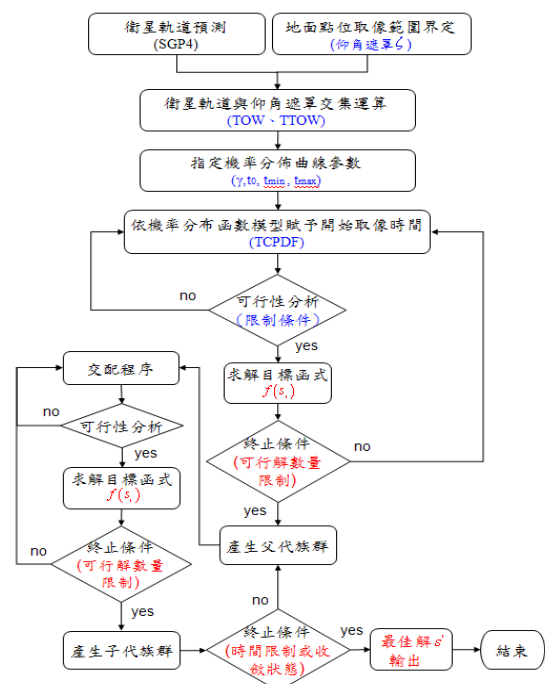 衛星軌道預測
(SGP4)
地面點位取像範圍界定
(仰角遮罩ζ)
衛星軌道與仰角遮罩交集運算
(TOW、TTOW)
指定機率分佈曲線參數
(γ,t0, tmin , tmax)
依機率分布函數模型賦予開始取像時間
(TCPDF)
no
可行性分析
(限制條件)
yes
求解目標函式
f(si)
終止條件
(可行解數量
限制)
no
yes
產生父代族群
交配程序
no
可行性分析
yes
求解目標函式
f(si)
no
終止條件
(可行解數量
限制)
yes
產生子代族群
no
終止條件
(時間限制或收
斂狀態)
yes
最佳解s'
輸出
結束